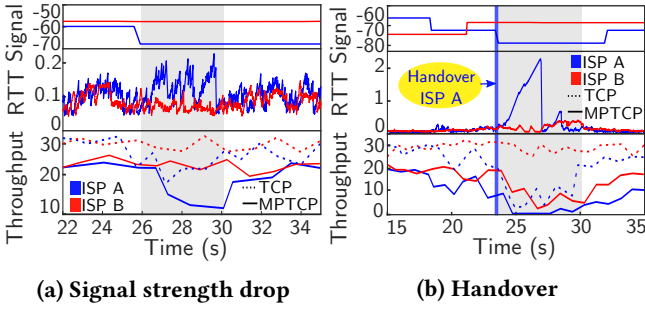 Signal
-50
-60
-70
RTT
0.2
0.1
0
Throughput
30
20
10
ISP A
ISP B
TCP
MPTCP
22 24 26 28 30 32 34
Time (s)
(a) Signal strength drop
Signal
-60
-70
-80
RTT
2
1
0
Handover
ISP A
ISP A
ISP B
TCP
MPTCP
Throughput
30
20
10
0
15 20 25 30 35
Time (s)
(b) Handover